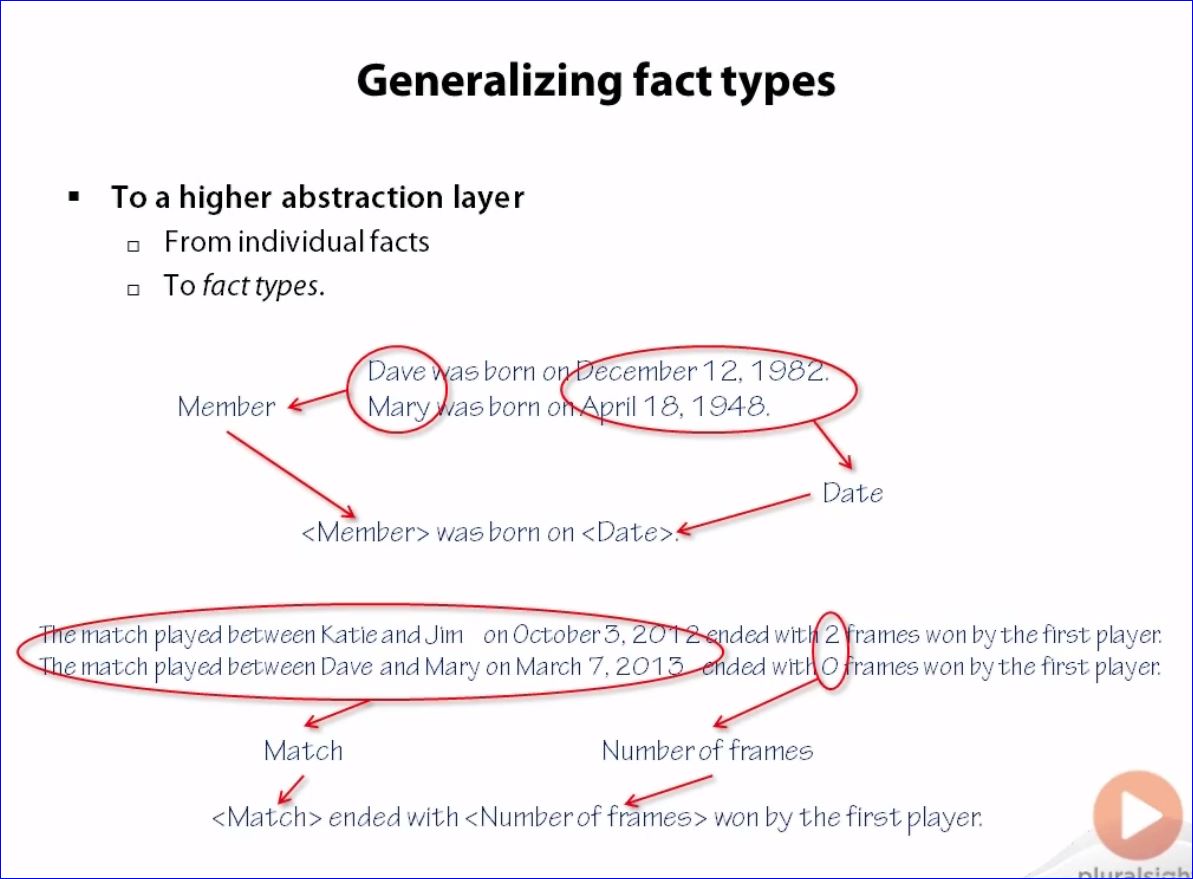 Generalizing fact types
To a higher abstraction layer
From individual facts
To fact types.
Dave was born on December 12, 1982.
Member
Mary was born on April 18, 1948.
Date
<Member> was born on <Date>.
The match played between Katie and Jim on October 3, 2012 ended with 2 frames won by the first player.
The match played between Dave and Mary on March 7, 2013 ended with 0 frames won by the first player.
Match
Number of frames
<Match> ended with <Number of frames> won by the first player.